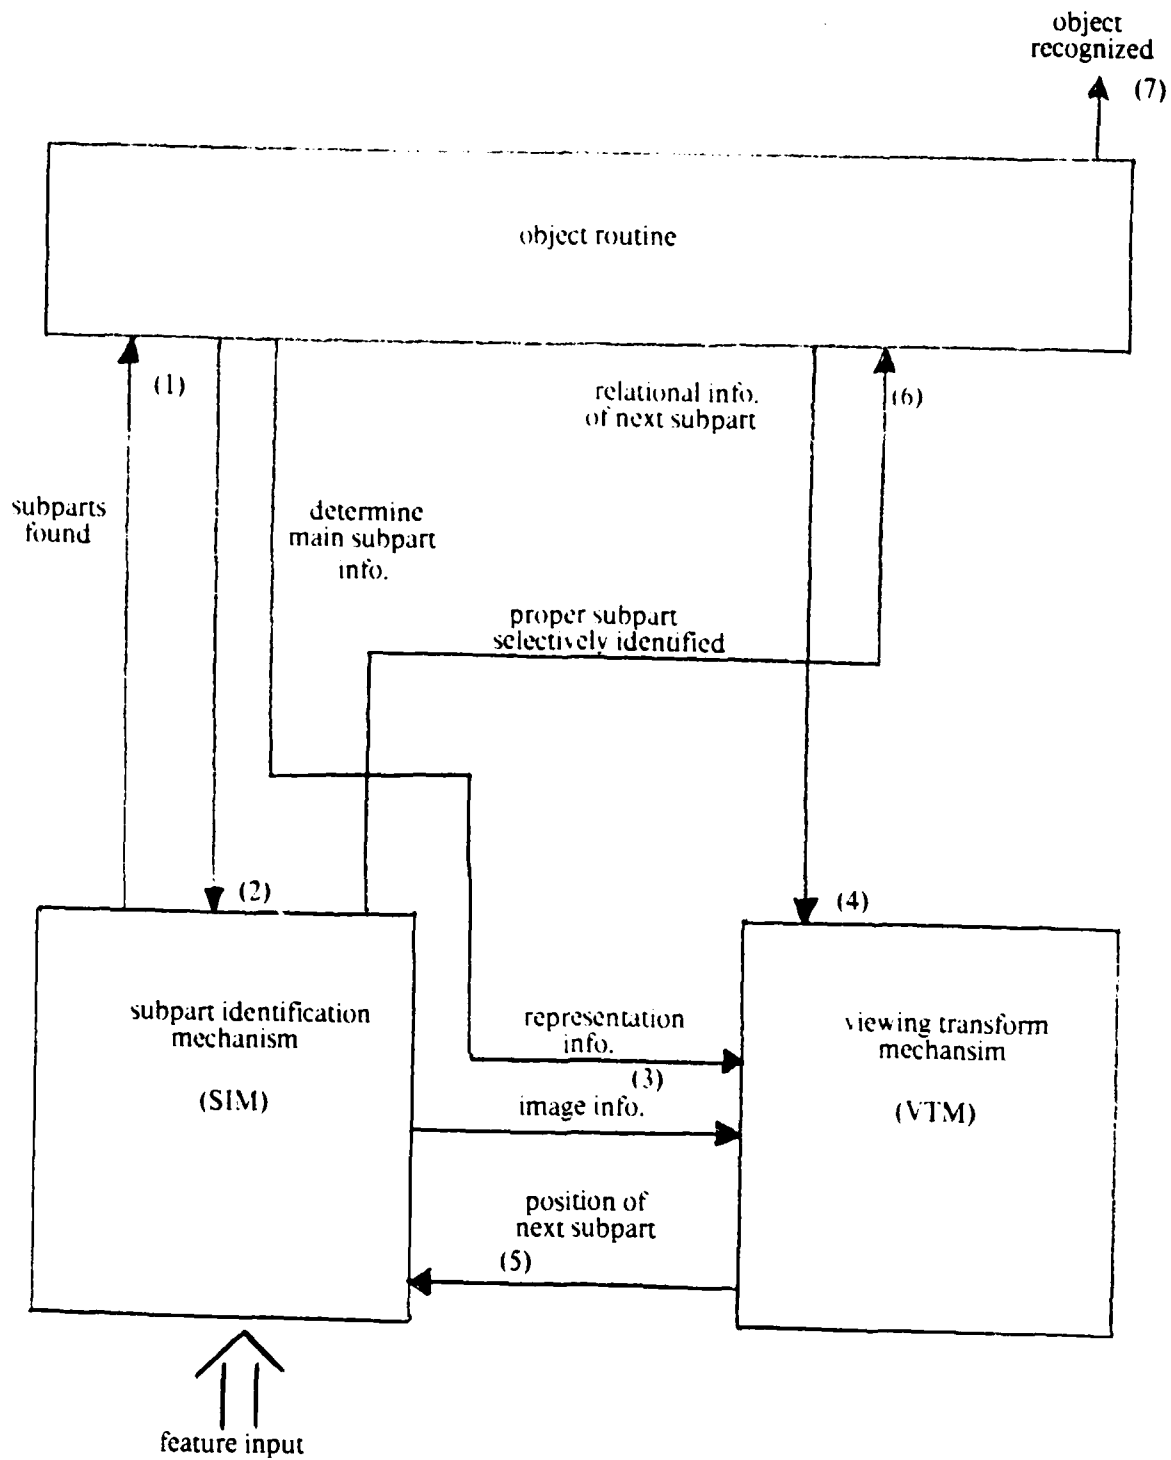 object
recognized
(7)
object routine
(1)
relational info.
of next subpart
(6)
subparts
found
determine
main subpart
info.
proper subpart
selectively identified
(2)
(4)
subpart identification
mechanism
(SIM)
representation
info.
(3)
image info.
viewing transform
mechansim
(VTM)
position of
next subpart
(5)
feature input